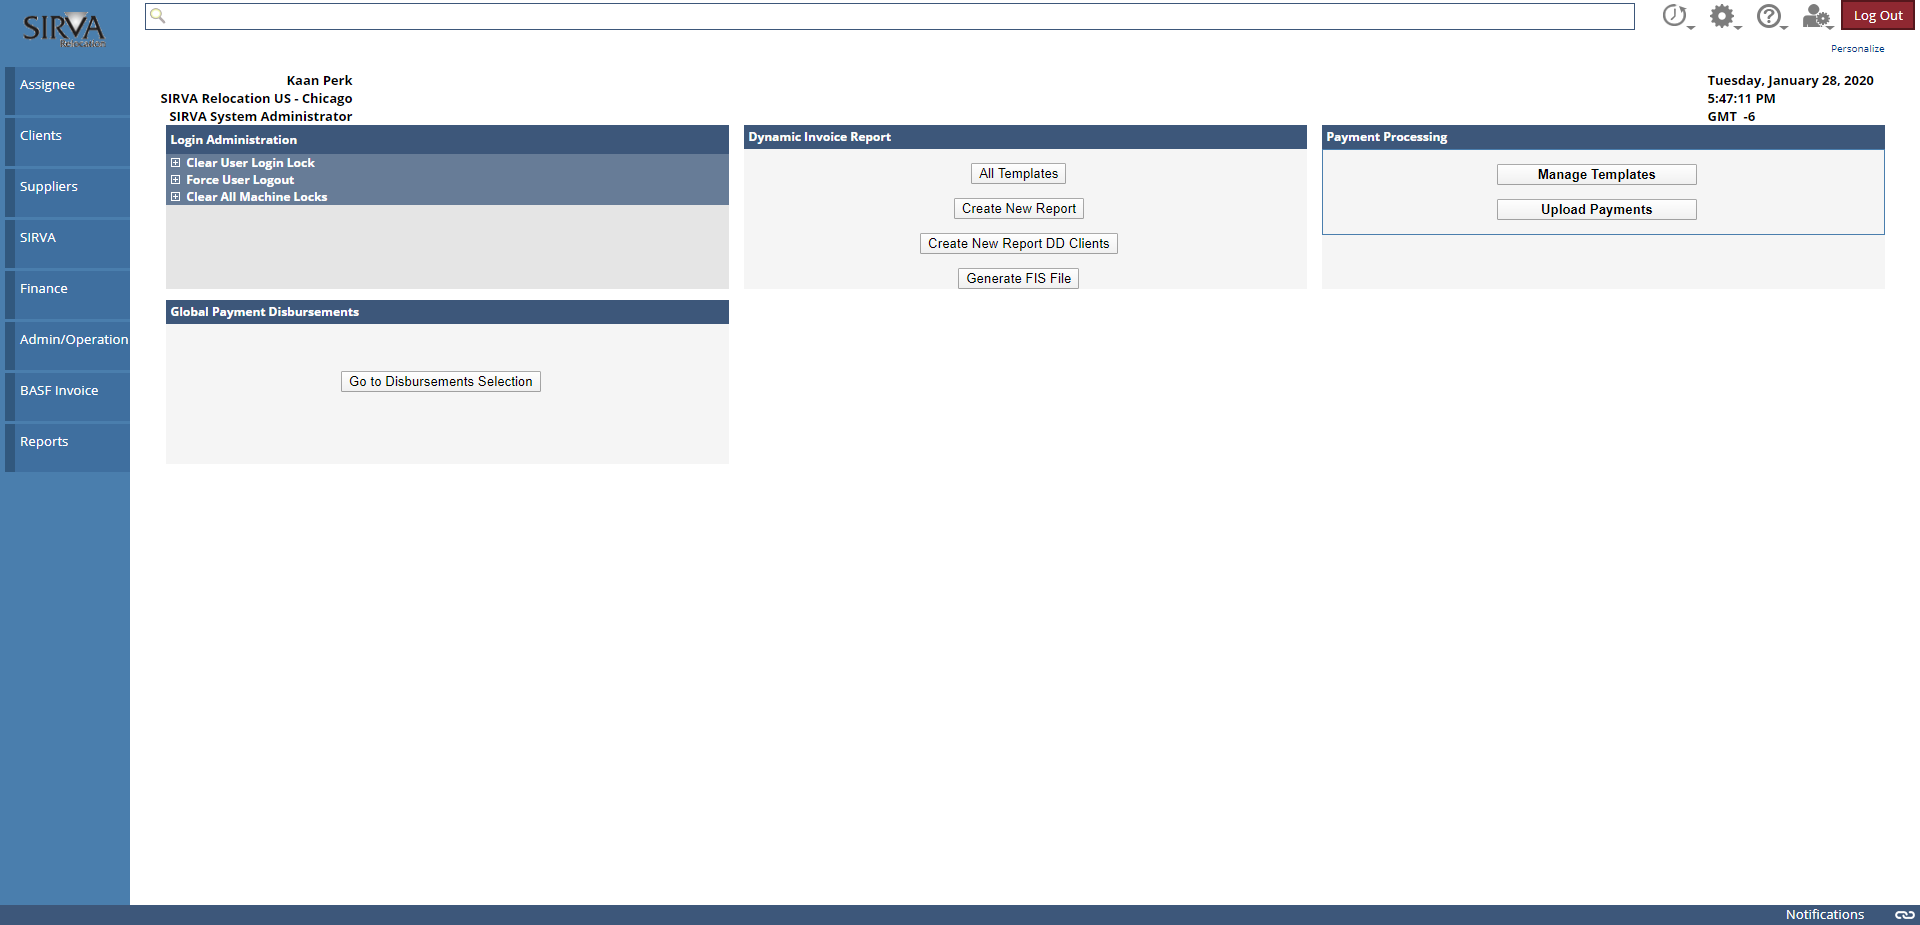 SIRVA
Log Out
Personalize
Kaan Perk
SIRVA Relocation US - Chicago
SIRVA System Administrator
Tuesday, January 28, 2020
5:47:11 PM
GMT -6
Assignee
Clients
Suppliers
SIRVA
Finance
Admin/Operation
BASF Invoice
Reports
Login Administration
Clear User Login Lock
Force User Logout
Clear All Machine Locks
Dynamic Invoice Report
All Templates
Create New Report
Create New Report DD Clients
Generate FIS File
Payment Processing
Manage Templates
Upload Payments
Global Payment Disbursements
Go to Disbursements Selection
Notifications